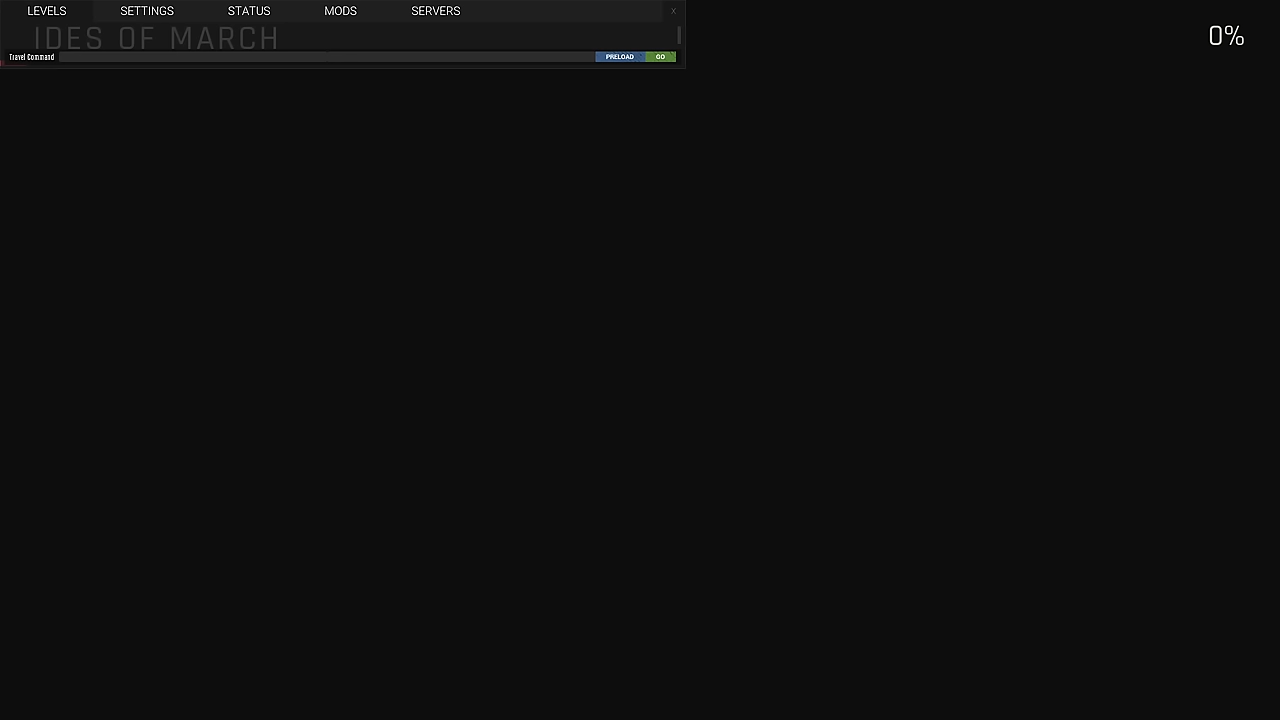 LEVELS SETTINGS STATUS MODS SERVERS X
IDES OF MARCH
0%
Travel Command PRELOAD GO